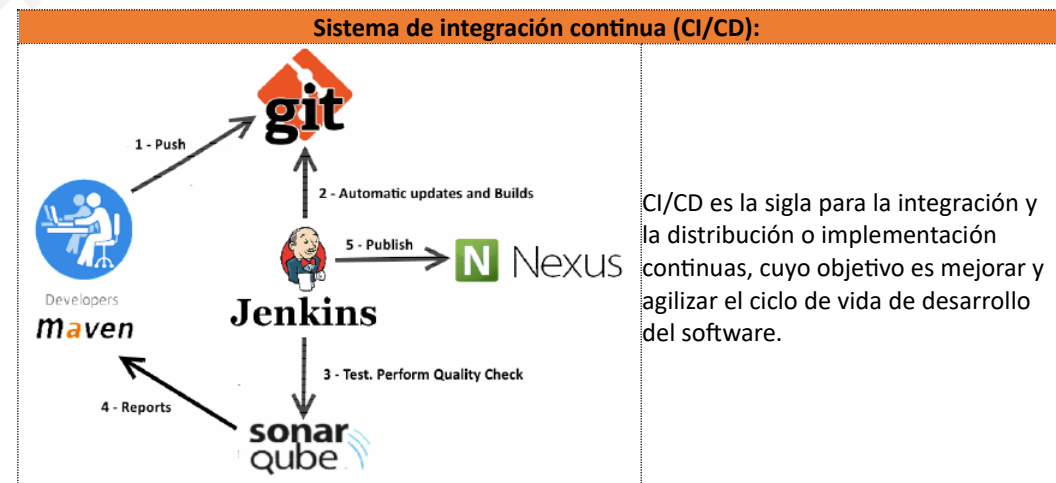 Sistema de integración continua (CI/CD):
git
1 - Push
2 - Automatic updates and Builds
5 - Publish
N Nexus
Developers
maven
Jenkins
3 - Test. Perform Quality Check
4 - Reports
sonar
qube
CI/CD es la sigla para la integración y
la distribución o implementación
continuas, cuyo objetivo es mejorar y
agilizar el ciclo de vida de desarrollo
del software.